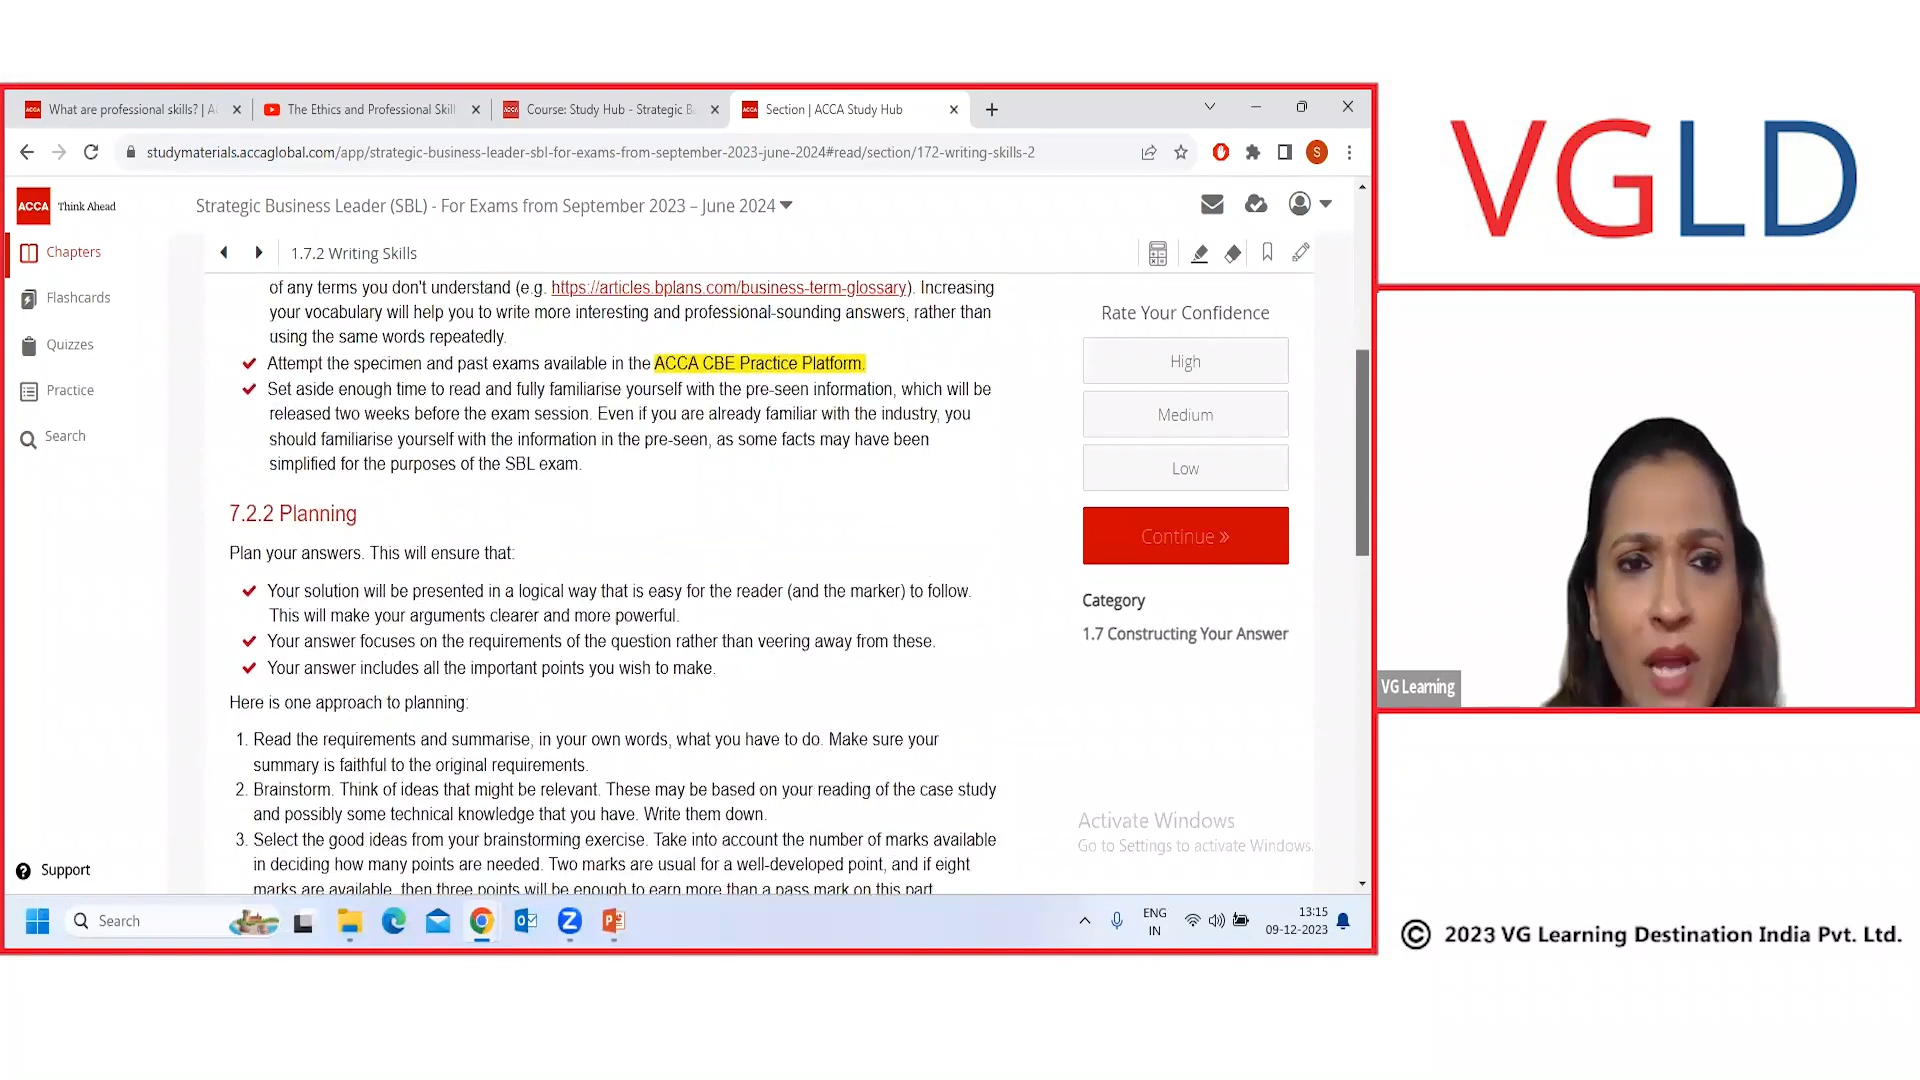 What are professional skills? | AC
The Ethics and Professional Skill
Course: Study Hub - Strategic B
Section | ACCA Study Hub
studymaterials.accaglobal.com/app/strategic-business-leader-sbl-for-exams-from-september-2023-june-2024#read/section/172-writing-skills-2
S
ACCA Think Ahead
Strategic Business Leader (SBL) - For Exams from September 2023 – June 2024
Chapters
Flashcards
Quizzes
Practice
Search
Support
1.7.2 Writing Skills
of any terms you don't understand (e.g. https://articles.bplans.com/business-term-glossary). Increasing
your vocabulary will help you to write more interesting and professional-sounding answers, rather than
using the same words repeatedly.
Attempt the specimen and past exams available in the ACCA CBE Practice Platform.
Set aside enough time to read and fully familiarise yourself with the pre-seen information, which will be
released two weeks before the exam session. Even if you are already familiar with the industry, you
should familiarise yourself with the information in the pre-seen, as some facts may have been
simplified for the purposes of the SBL exam.
7.2.2 Planning
Plan your answers. This will ensure that:
Your solution will be presented in a logical way that is easy for the reader (and the marker) to follow.
This will make your arguments clearer and more powerful.
Your answer focuses on the requirements of the question rather than veering away from these.
Your answer includes all the important points you wish to make.
Here is one approach to planning:
1. Read the requirements and summarise, in your own words, what you have to do. Make sure your
summary is faithful to the original requirements.
2. Brainstorm. Think of ideas that might be relevant. These may be based on your reading of the case study
and possibly some technical knowledge that you have. Write them down.
3. Select the good ideas from your brainstorming exercise. Take into account the number of marks available
in deciding how many points are needed. Two marks are usual for a well-developed point, and if eight
marks are available, then three points will be enough to earn more than a pass mark on this part
Rate Your Confidence
High
Medium
Low
Continue »
Category
1.7 Constructing Your Answer
Activate Windows
Go to Settings to activate Windows.
Search
ENG
IN
13:15
09-12-2023
VGLD
VG Learning
© 2023 VG Learning Destination India Pvt. Ltd.